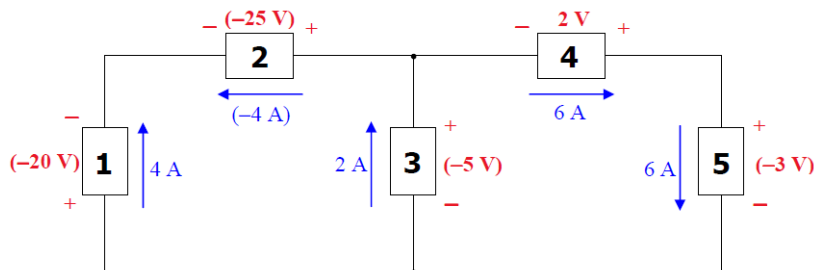 − (−25 V) +
2
(−4 A)
− 2 V +
4
6 A
−
(−20 V)
+
1
4 A
2 A
3
+
(−5 V)
−
6 A
5
+
(−3 V)
−